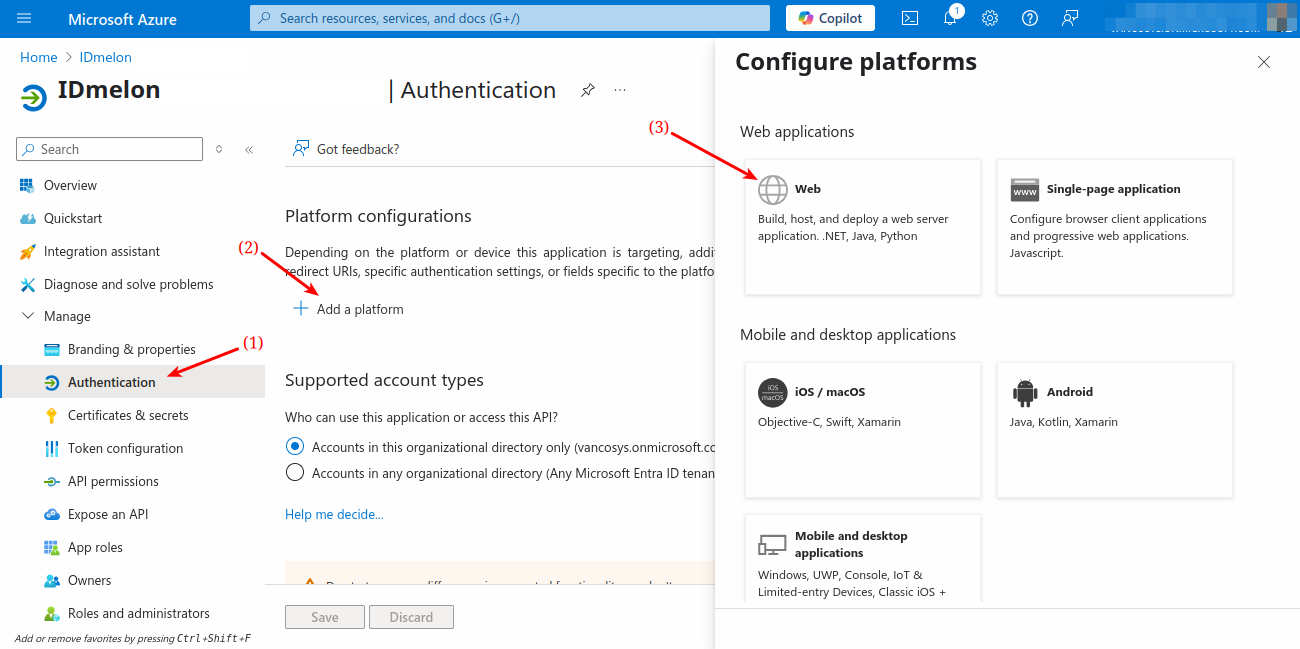 Microsoft Azure
Search resources, services, and docs (G+/)
Copilot
1
Home > IDmelon
IDmelon | Authentication
...
Search
Overview
Quickstart
Integration assistant
Diagnose and solve problems
Manage
Branding & properties
(1)
Authentication
Certificates & secrets
Token configuration
API permissions
Expose an API
App roles
Owners
Roles and administrators
Add or remove favorites by pressing Ctrl+Shift+F
Got feedback?
Platform configurations
(2)
Depending on the platform or device this application is targeting, addi
redirect URIs, specific authentication settings, or fields specific to the platfo
Add a platform
Supported account types
Who can use this application or access this API?
Accounts in this organizational directory only (vancosys.onmicrosoft.co
Accounts in any organizational directory (Any Microsoft Entra ID tenan
Help me decide...
Save
Discard
Configure platforms
(3)
Web applications
Web
Build, host, and deploy a web server
application. .NET, Java, Python
www
Single-page application
Configure browser client applications
and progressive web applications.
Javascript.
Mobile and desktop applications
iOS
macOS
iOS / macOS
Objective-C, Swift, Xamarin
Android
Java, Kotlin, Xamarin
Mobile and desktop
applications
Windows, UWP, Console, IoT &
Limited-entry Devices, Classic iOS +